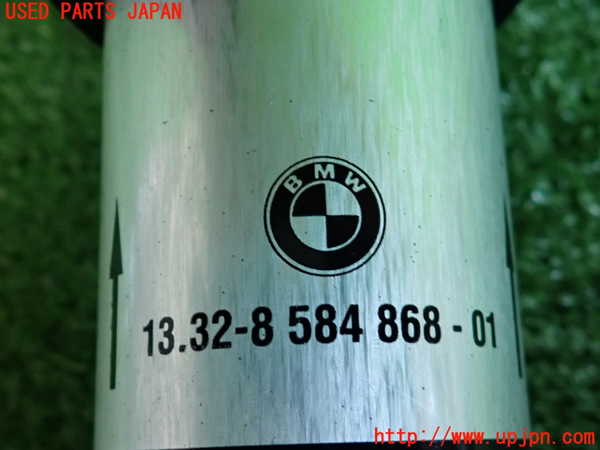 USED PARTS JAPAN
BMW
13.32-8 584 868 - 01
http://www.upjpn.com/